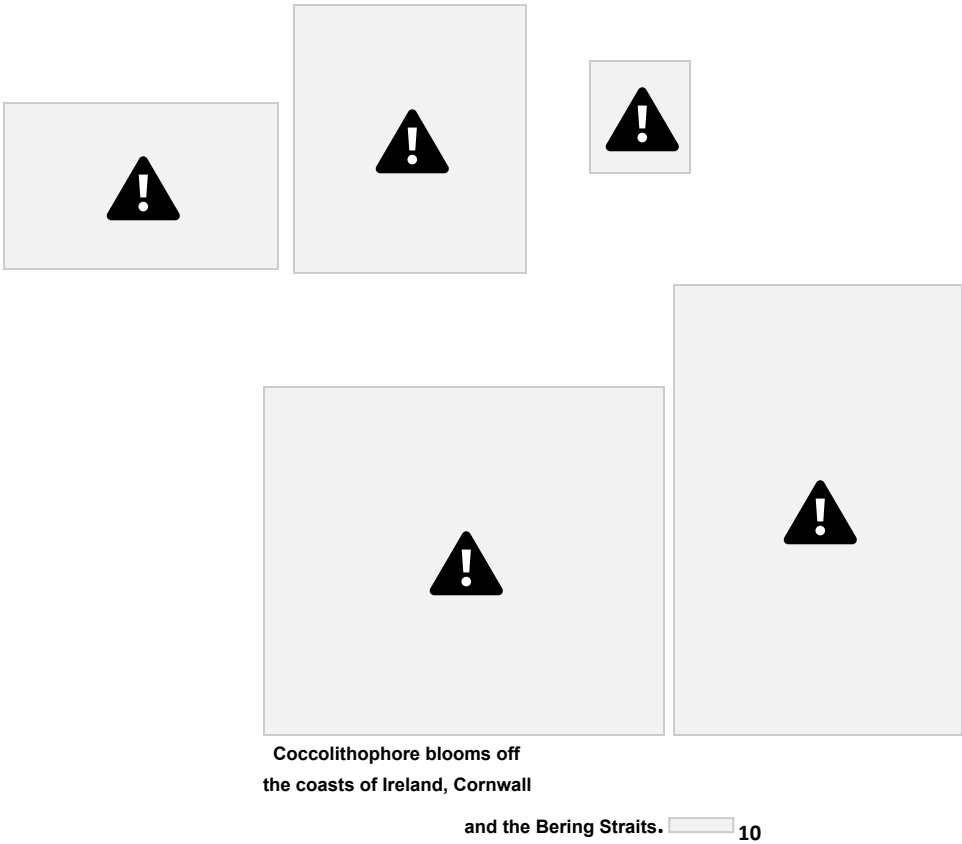 Coccolithophore blooms off
the coasts of Ireland, Cornwall
and the Bering Straits. 10